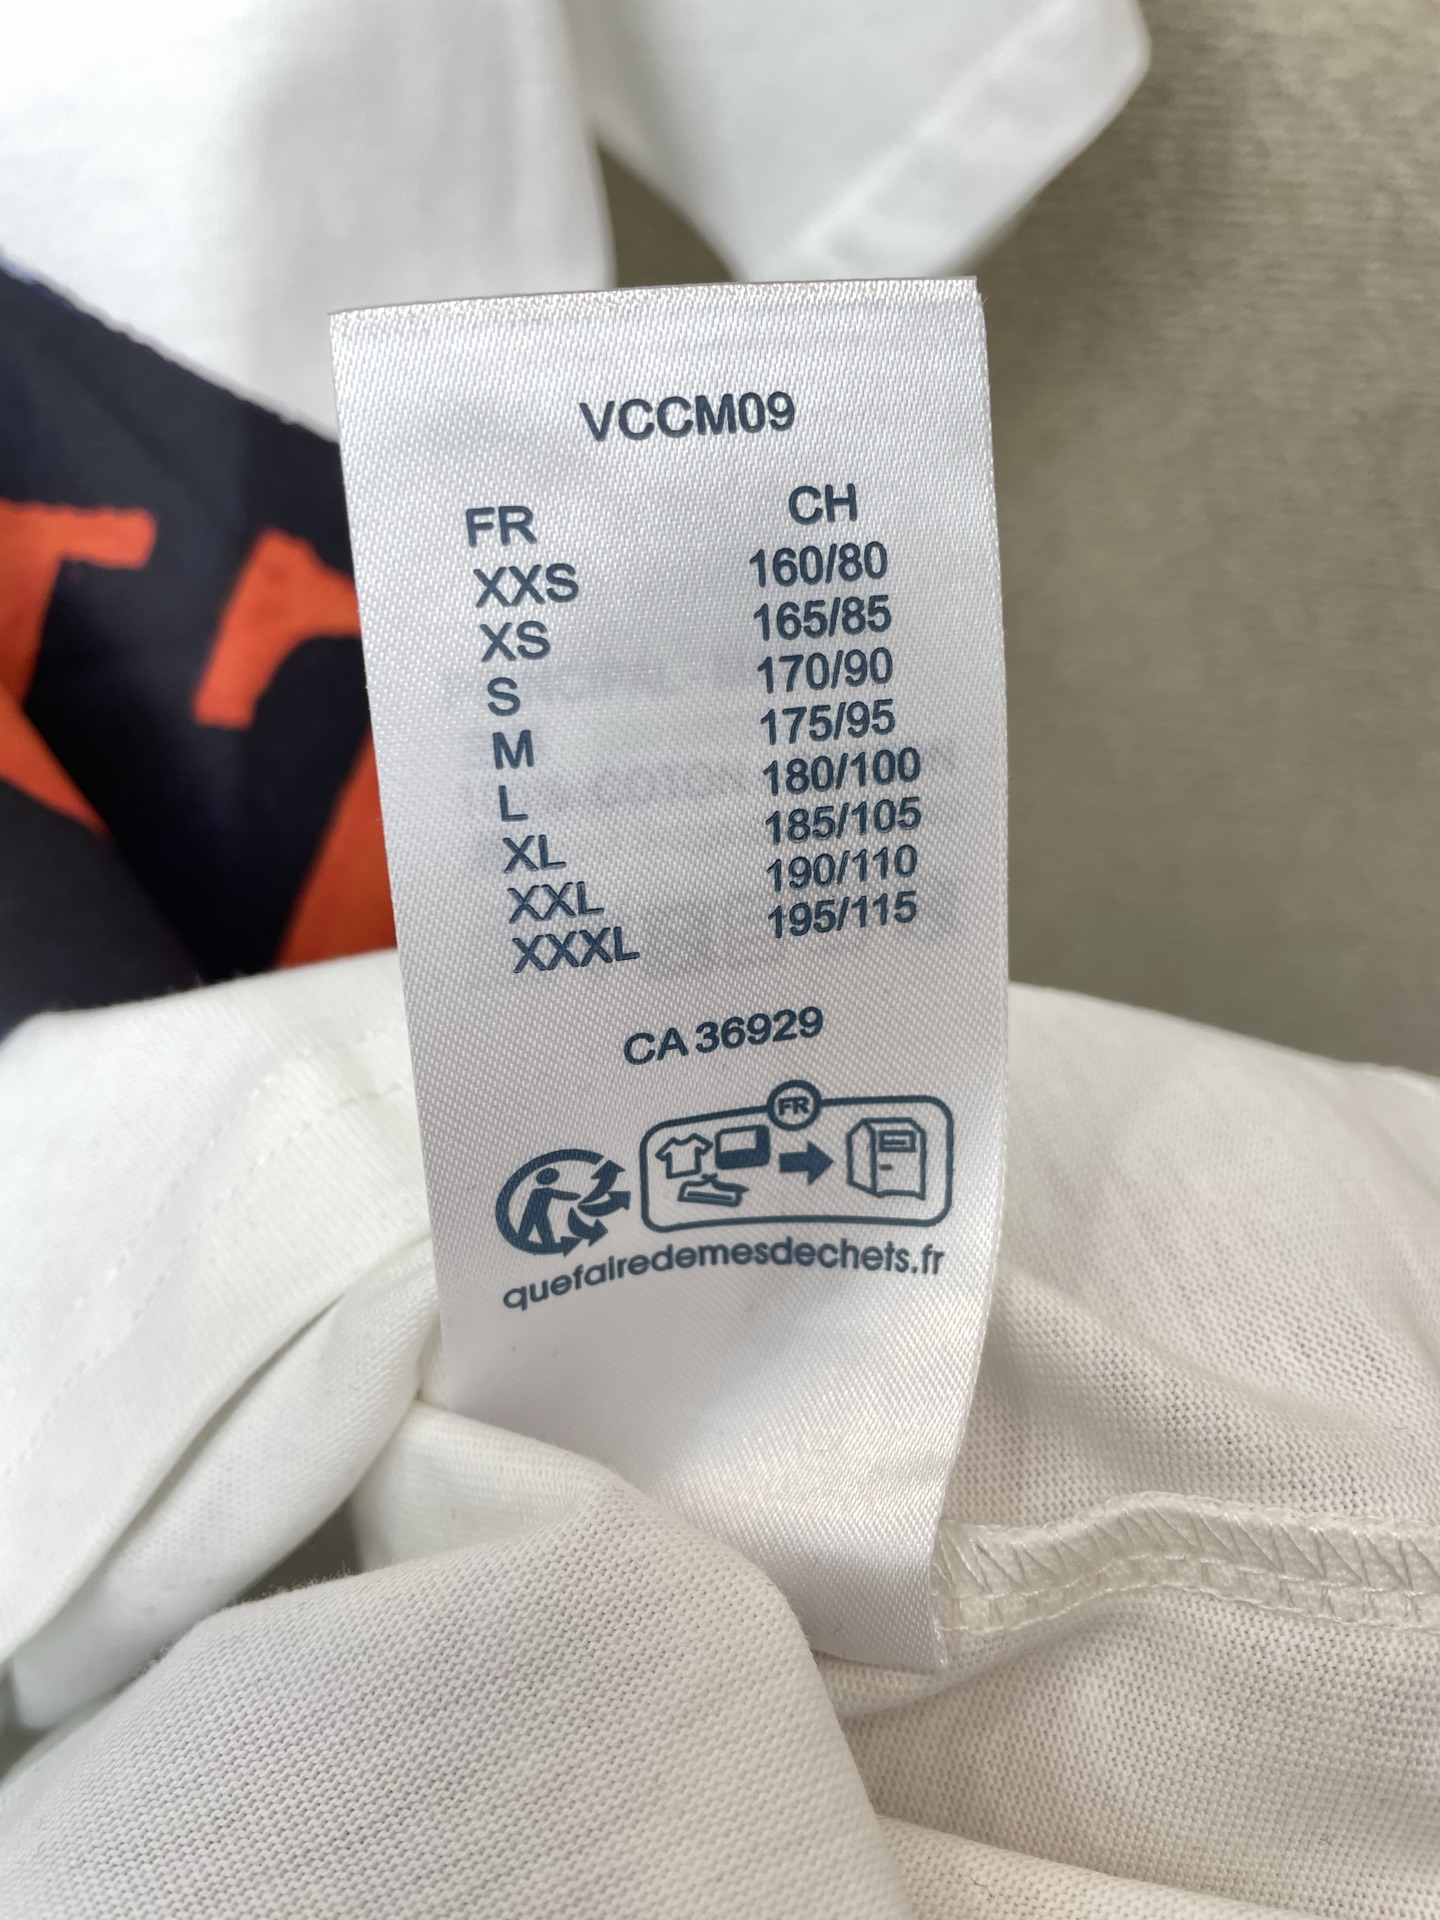 VCCM09
FR CH
XXS 160/80
XS 165/85
S 170/90
M 175/95
L 180/100
XL 185/105
XXL 190/110
XXXL 195/115
CA 36929
FR
quefairedemesdechets.fr